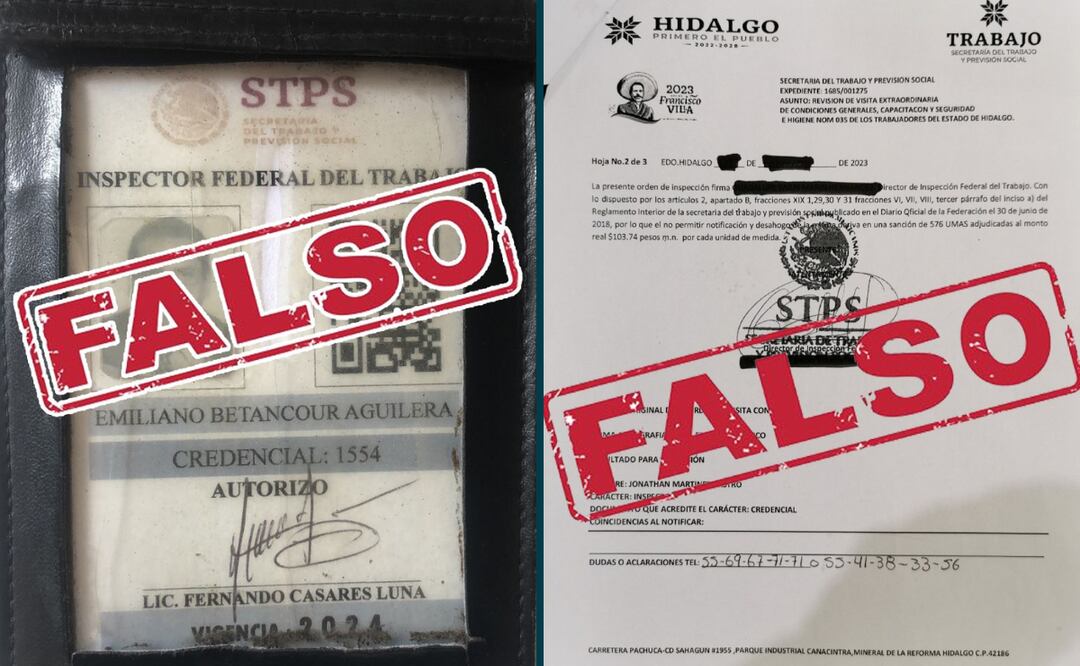 STPS
SECRETARÍA
DEL TRABAJO Y
PREVISIÓN SOCIAL
INSPECTOR FEDERAL DEL TRABAJO
FALSO
EMILIANO BETANCOUR AGUILERA
CREDENCIAL: 1554
AUTORIZO
LIC. FERNANDO CASARES LUNA
VIGENCIA: 2024
HIDALGO
PRIMERO EL PUEBLO
2022-2028
TRABAJO
SECRETARÍA DEL TRABAJO
Y PREVISIÓN SOCIAL
2023
Francisco
VILLA
SECRETARIA DEL TRABAJO Y PREVISIÓN SOCIAL
EXPEDIENTE: 1685/001275
ASUNTO: REVISION DE VISITA EXTRAORDINARIA
DE CONDICIONES GENERALES, CAPACITACON Y SEGURIDAD
E HIGIENE NOM 035 DE LOS TRABAJADORES DEL ESTADO DE HIDALGO.
Hoja No.2 de 3 EDO.HIDALGO DE DE 2023
La presente orden de inspección firma Director de Inspección Federal del Trabajo. Con
lo dispuesto por los artículos 2, apartado B, fracciones XIX 1,29,30 Y 31 fracciones VI, VII, VIII, tercer párrafo del inciso a) del
Reglamento Interior de la secretaria del trabajo y previsión social publicado en el Diario Oficial de la Federación el 30 de junio de
2018, por lo que el no permitir notificación y desahogo en una sanción de 576 UMAS adjudicadas al monto
real $103.74 pesos m.n. por cada unidad de medida.
STPS
Director de Inspección
FALSO
JONATHAN MARTINEZ
CARÁCTER:
QUE ACREDITE EL CARÁCTER: CREDENCIAL
COINCIDENCIAS AL NOTIFICAR:
DUDAS O ACLARACIONES TEL: 55-69-67-71-71 o 55-41-38-33-56
CARRETERA PACHUCA-CD SAHAGUN #1955 ,PARQUE INDUSTRIAL CANACINTRA,MINERAL DE LA REFORMA HIDALGO C.P.42186